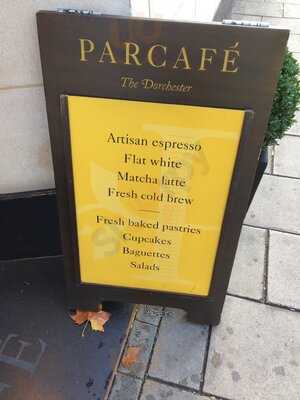 PARCAFÉ
The Dorchester
Artisan espresso
Flat white
Matcha latte
Fresh cold brew
Fresh baked pastries
Cupcakes
Baguettes
Salads